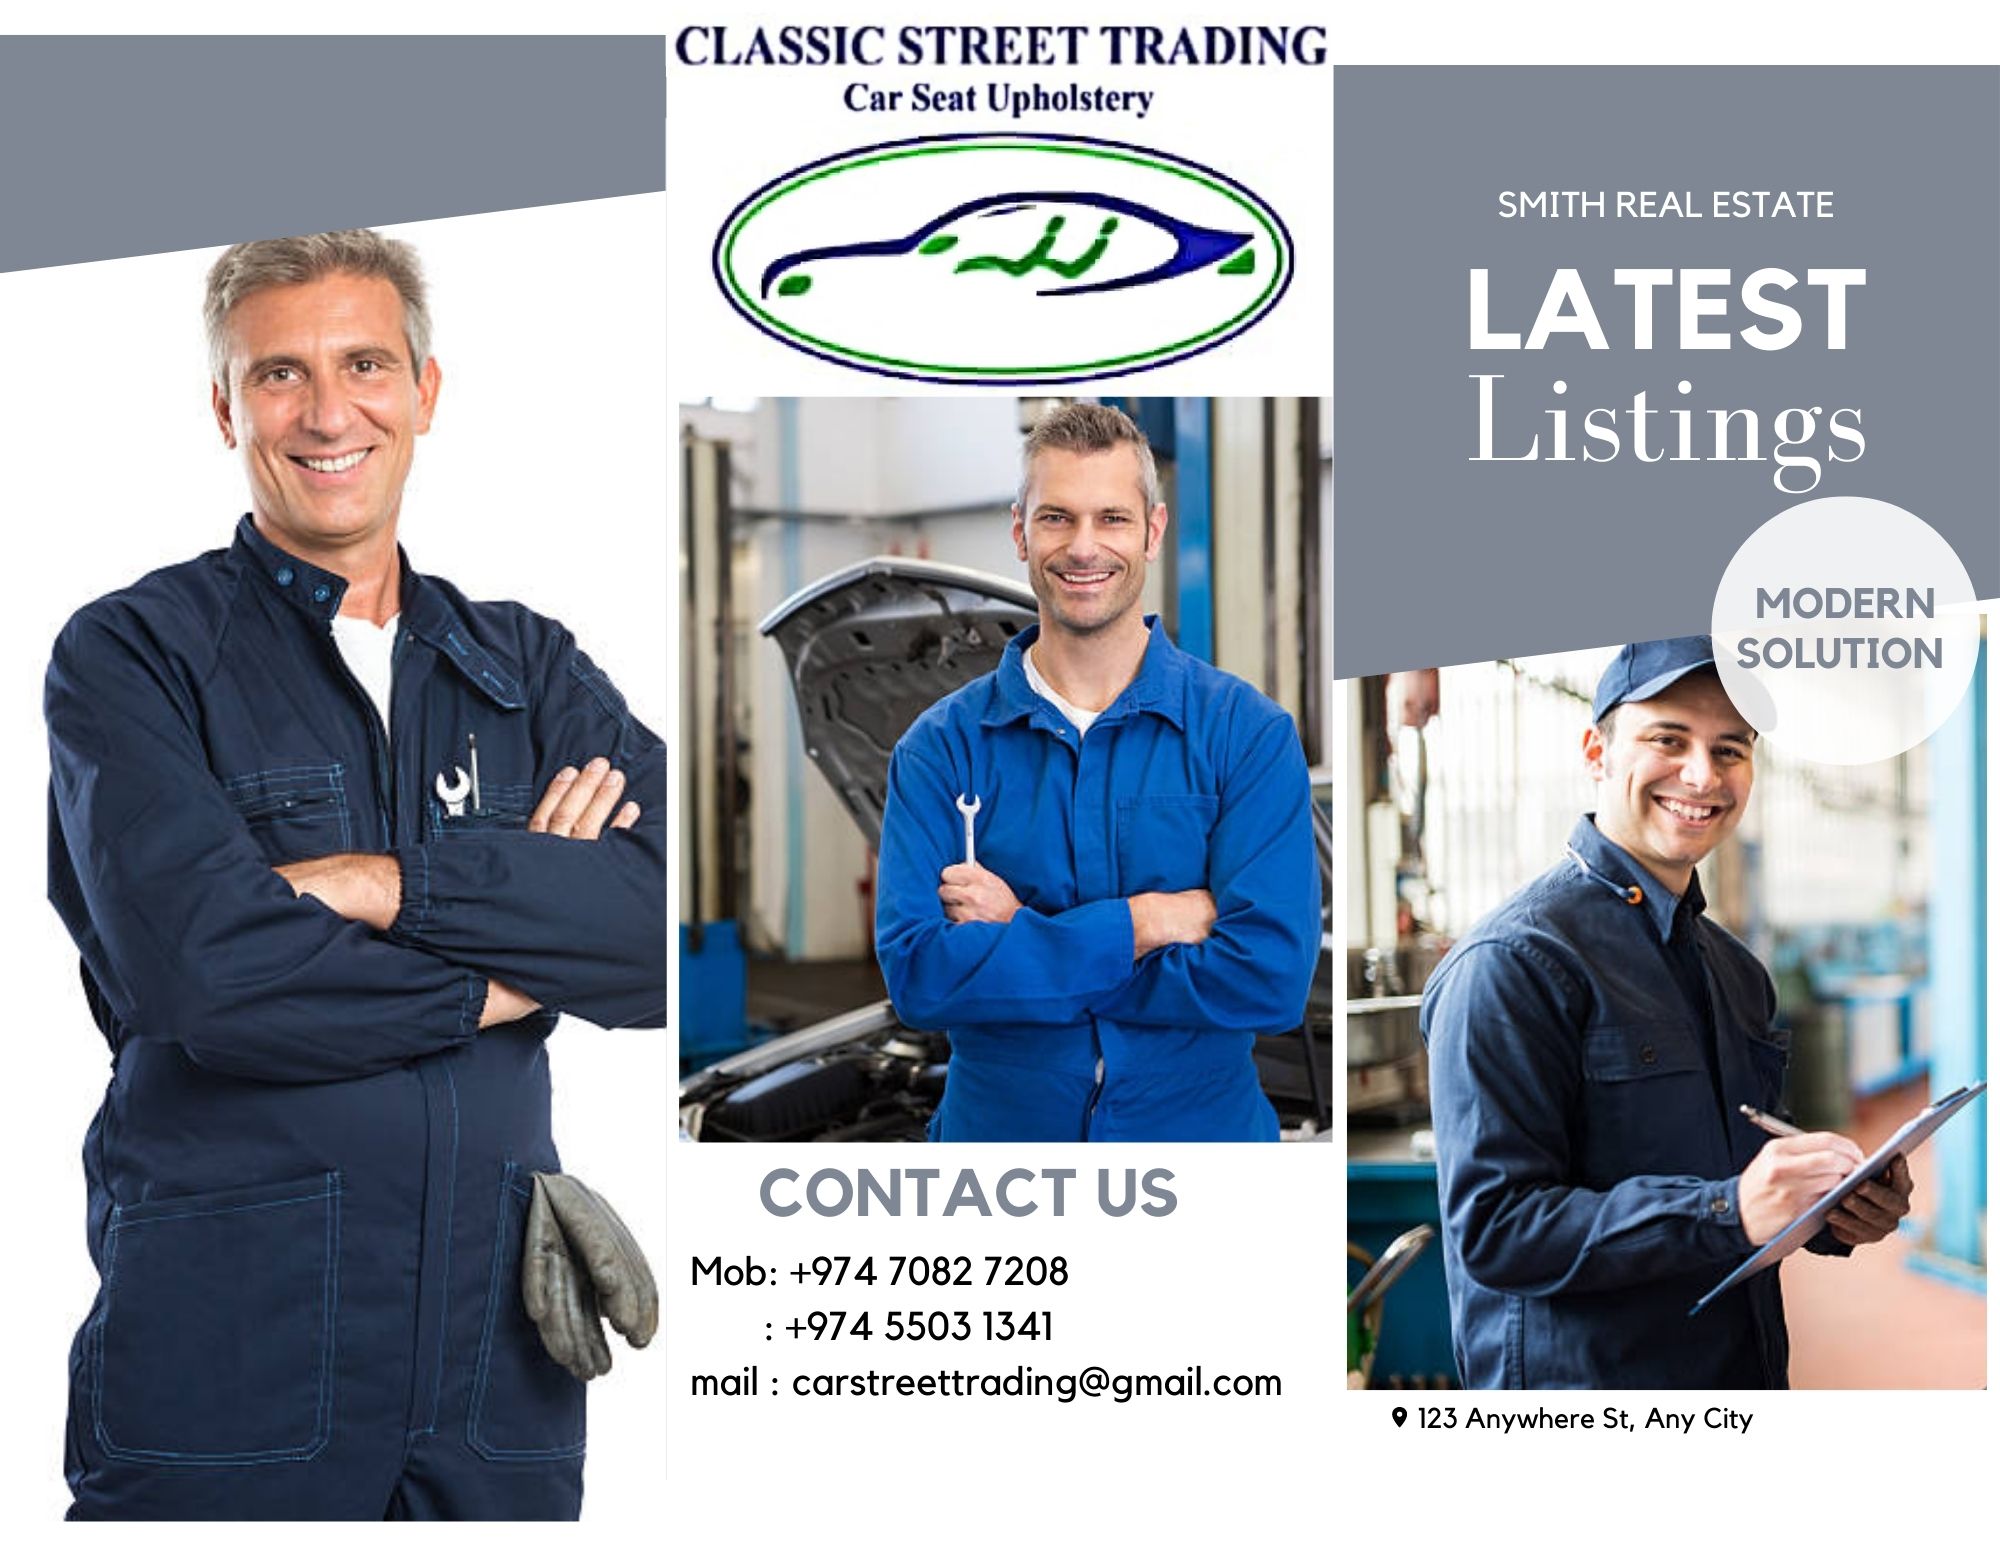 CLASSIC STREET TRADING
Car Seat Upholstery
CONTACT US
Mob: +974 7082 7208
: +974 5503 1341
mail : carstreettrading@gmail.com
SMITH REAL ESTATE
LATEST
Listings
MODERN
SOLUTION
123 Anywhere St, Any City